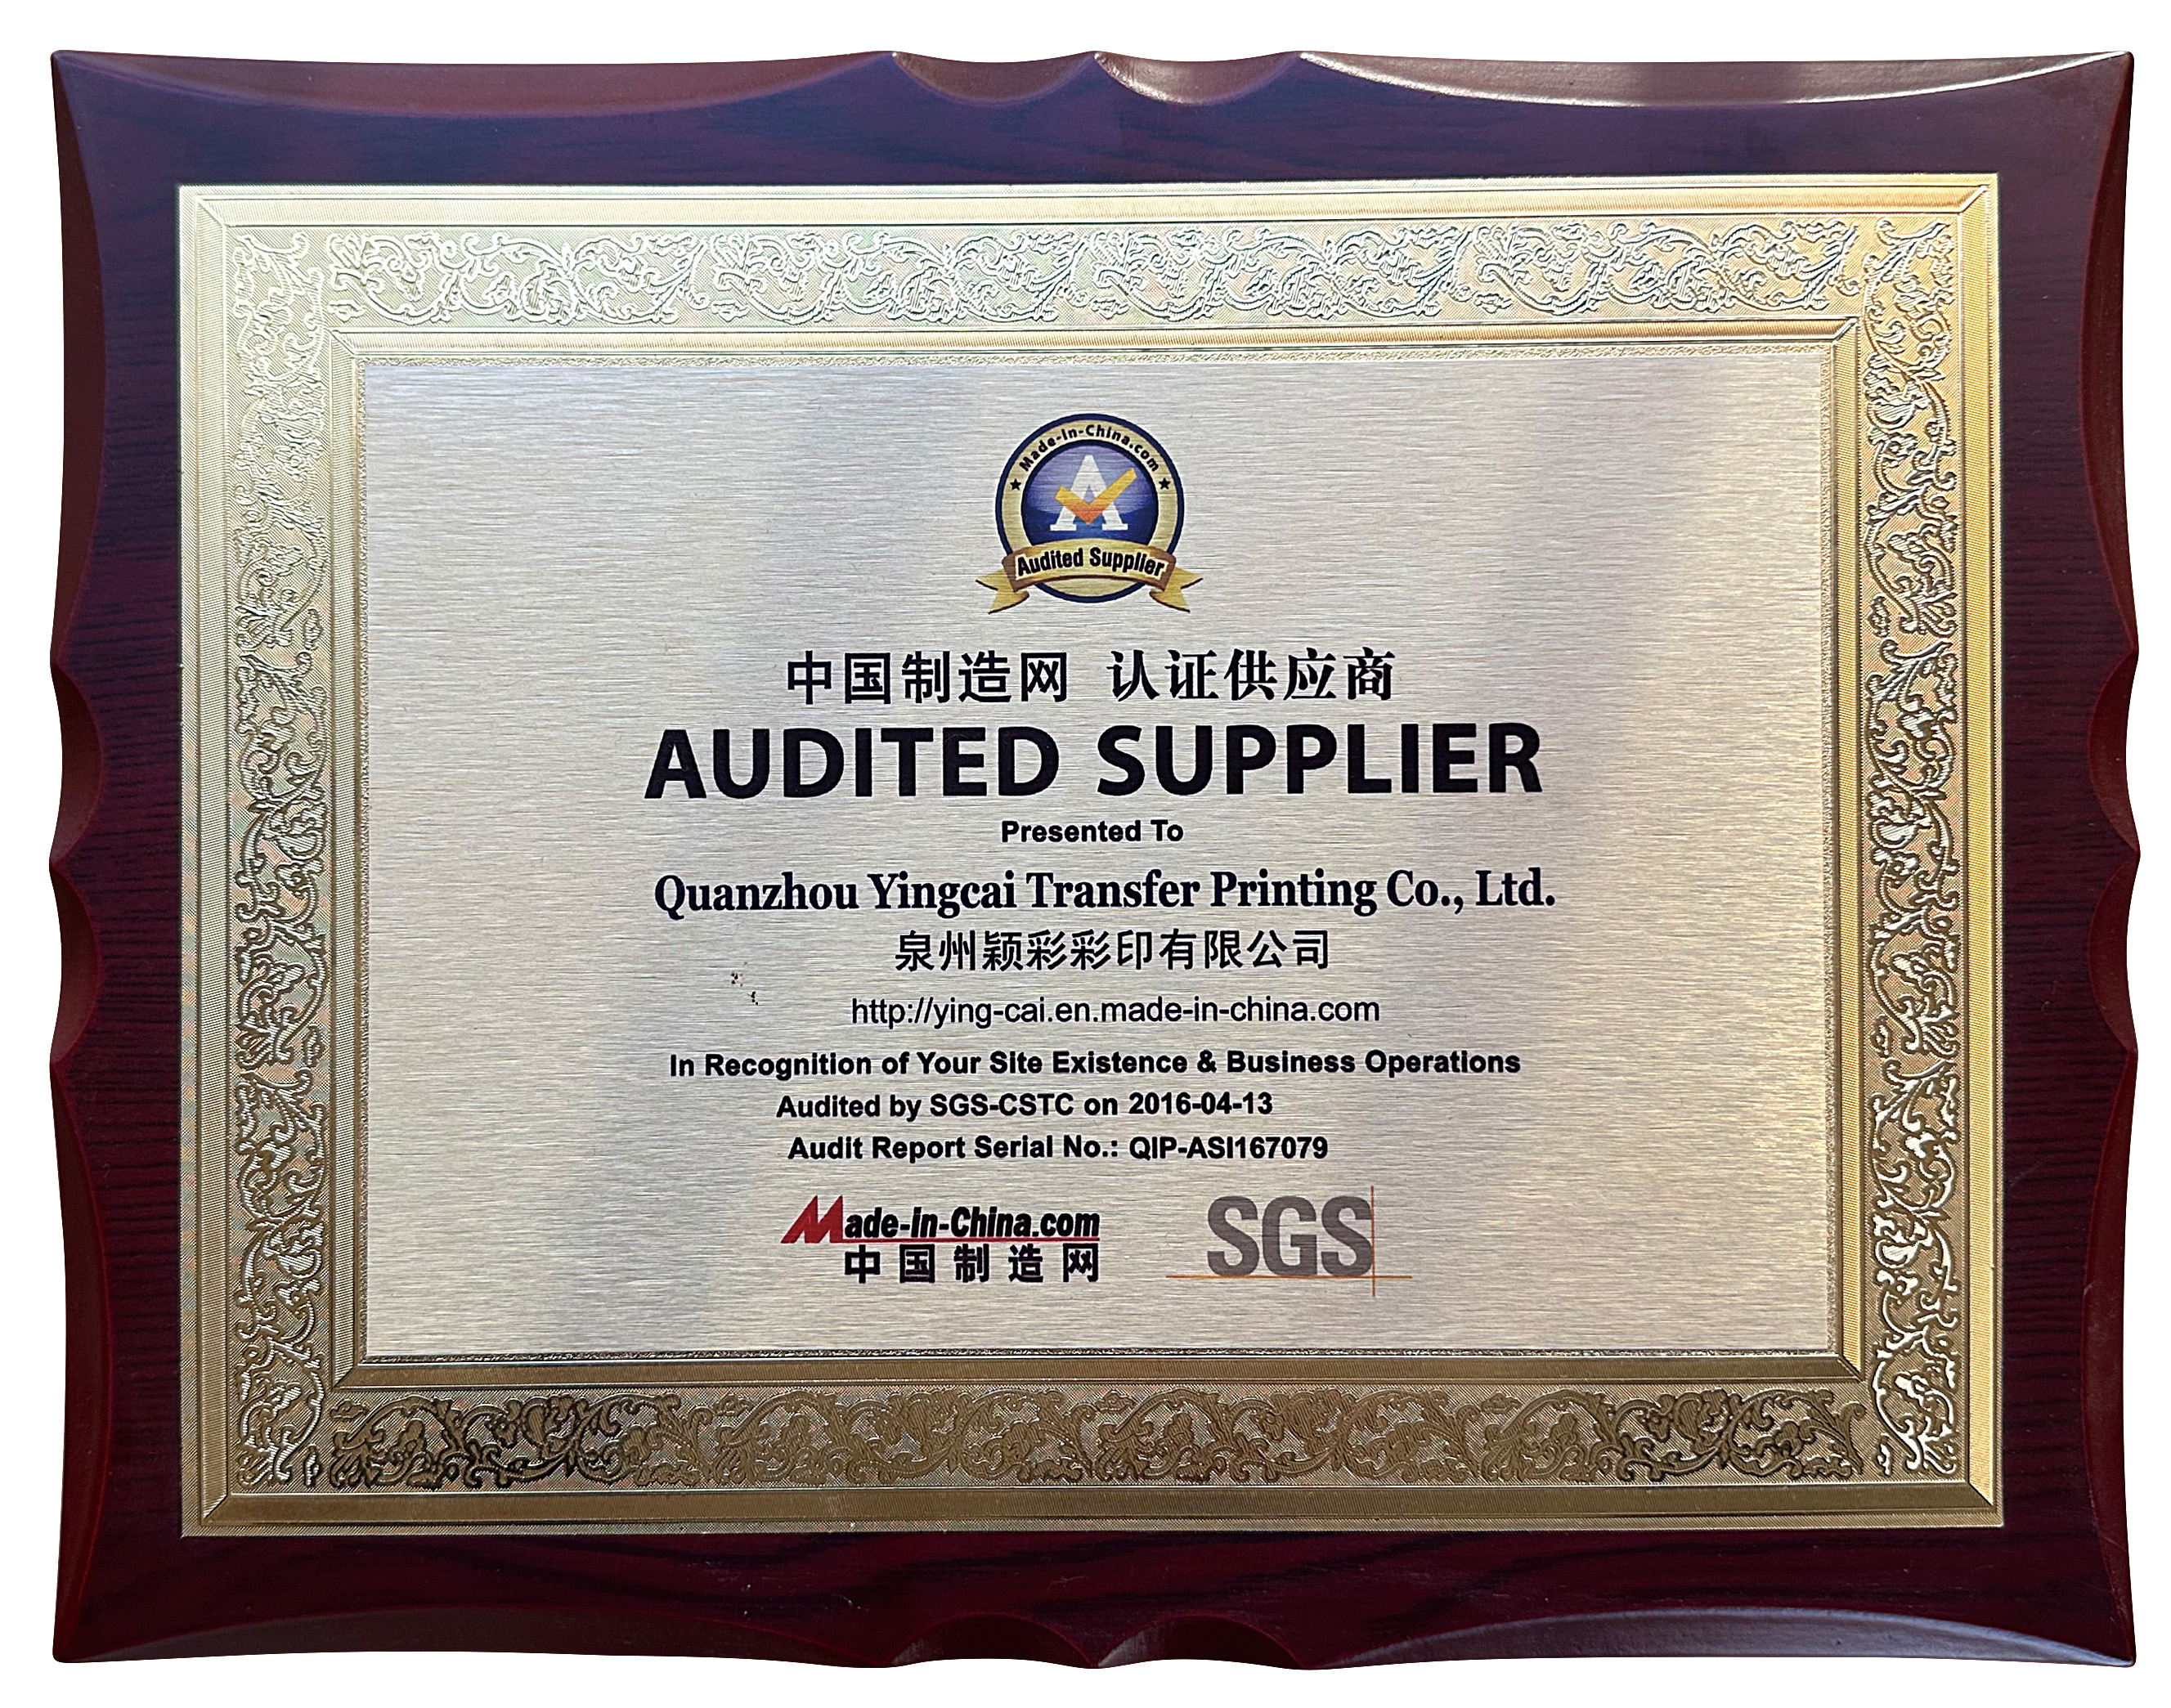 Made-in-China.com
A
Audited Supplier
中国制造网 认证供应商
AUDITED SUPPLIER
Presented To
Quanzhou Yingcai Transfer Printing Co., Ltd.
泉州颖彩彩印有限公司
http://ying-cai.en.made-in-china.com
In Recognition of Your Site Existence & Business Operations
Audited by SGS-CSTC on 2016-04-13
Audit Report Serial No.: QIP-ASI167079
Made-in-China.com
中国制造网
SGS